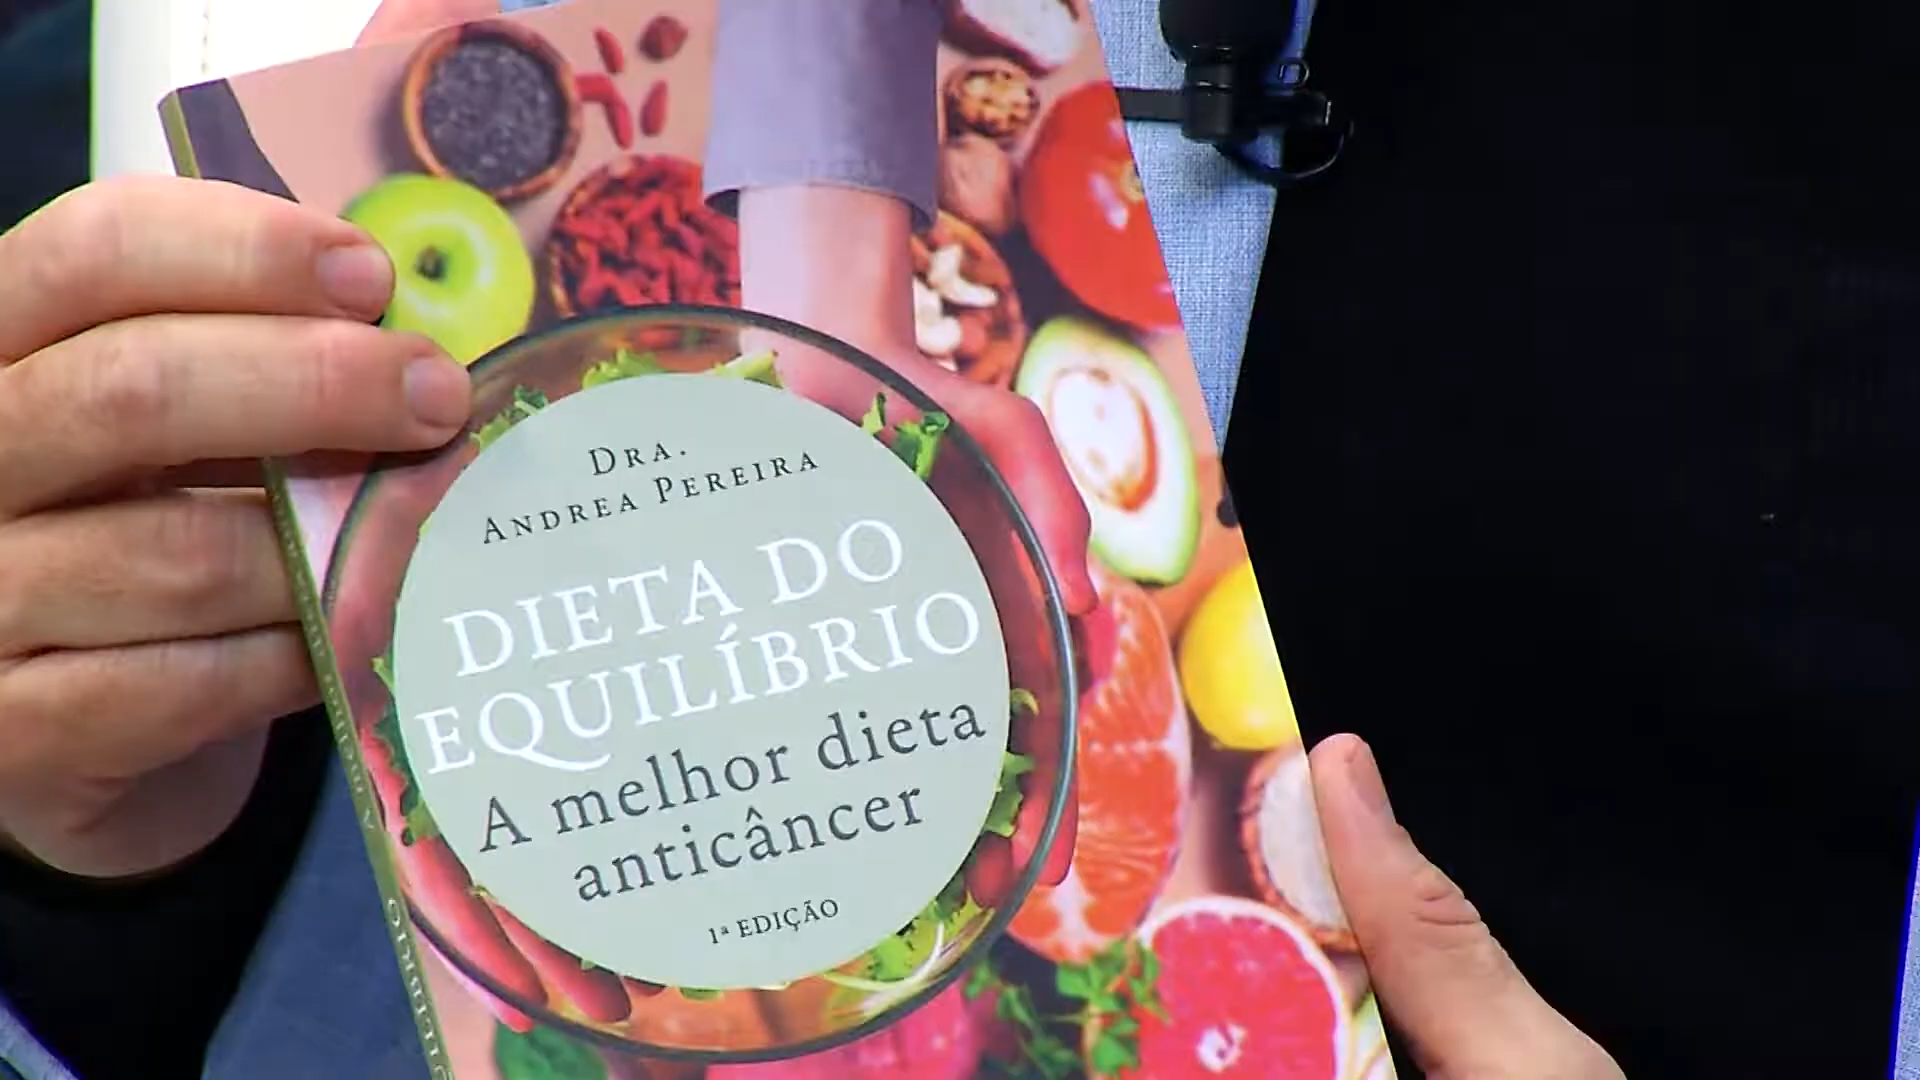 DRA.
ANDREA PEREIRA
DIETA DO
EQUILÍBRIO
A melhor dieta
anticâncer
1ª EDIÇÃO